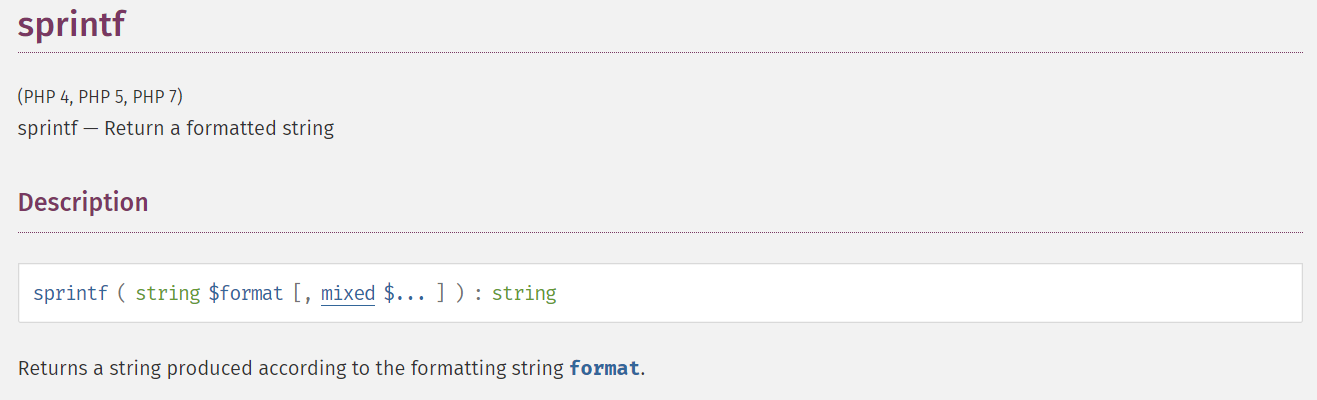 sprintf
(PHP 4, PHP 5, PHP 7)
sprintf — Return a formatted string
Description
sprintf ( string $format [, mixed $... ] ) : string
Returns a string produced according to the formatting string format.